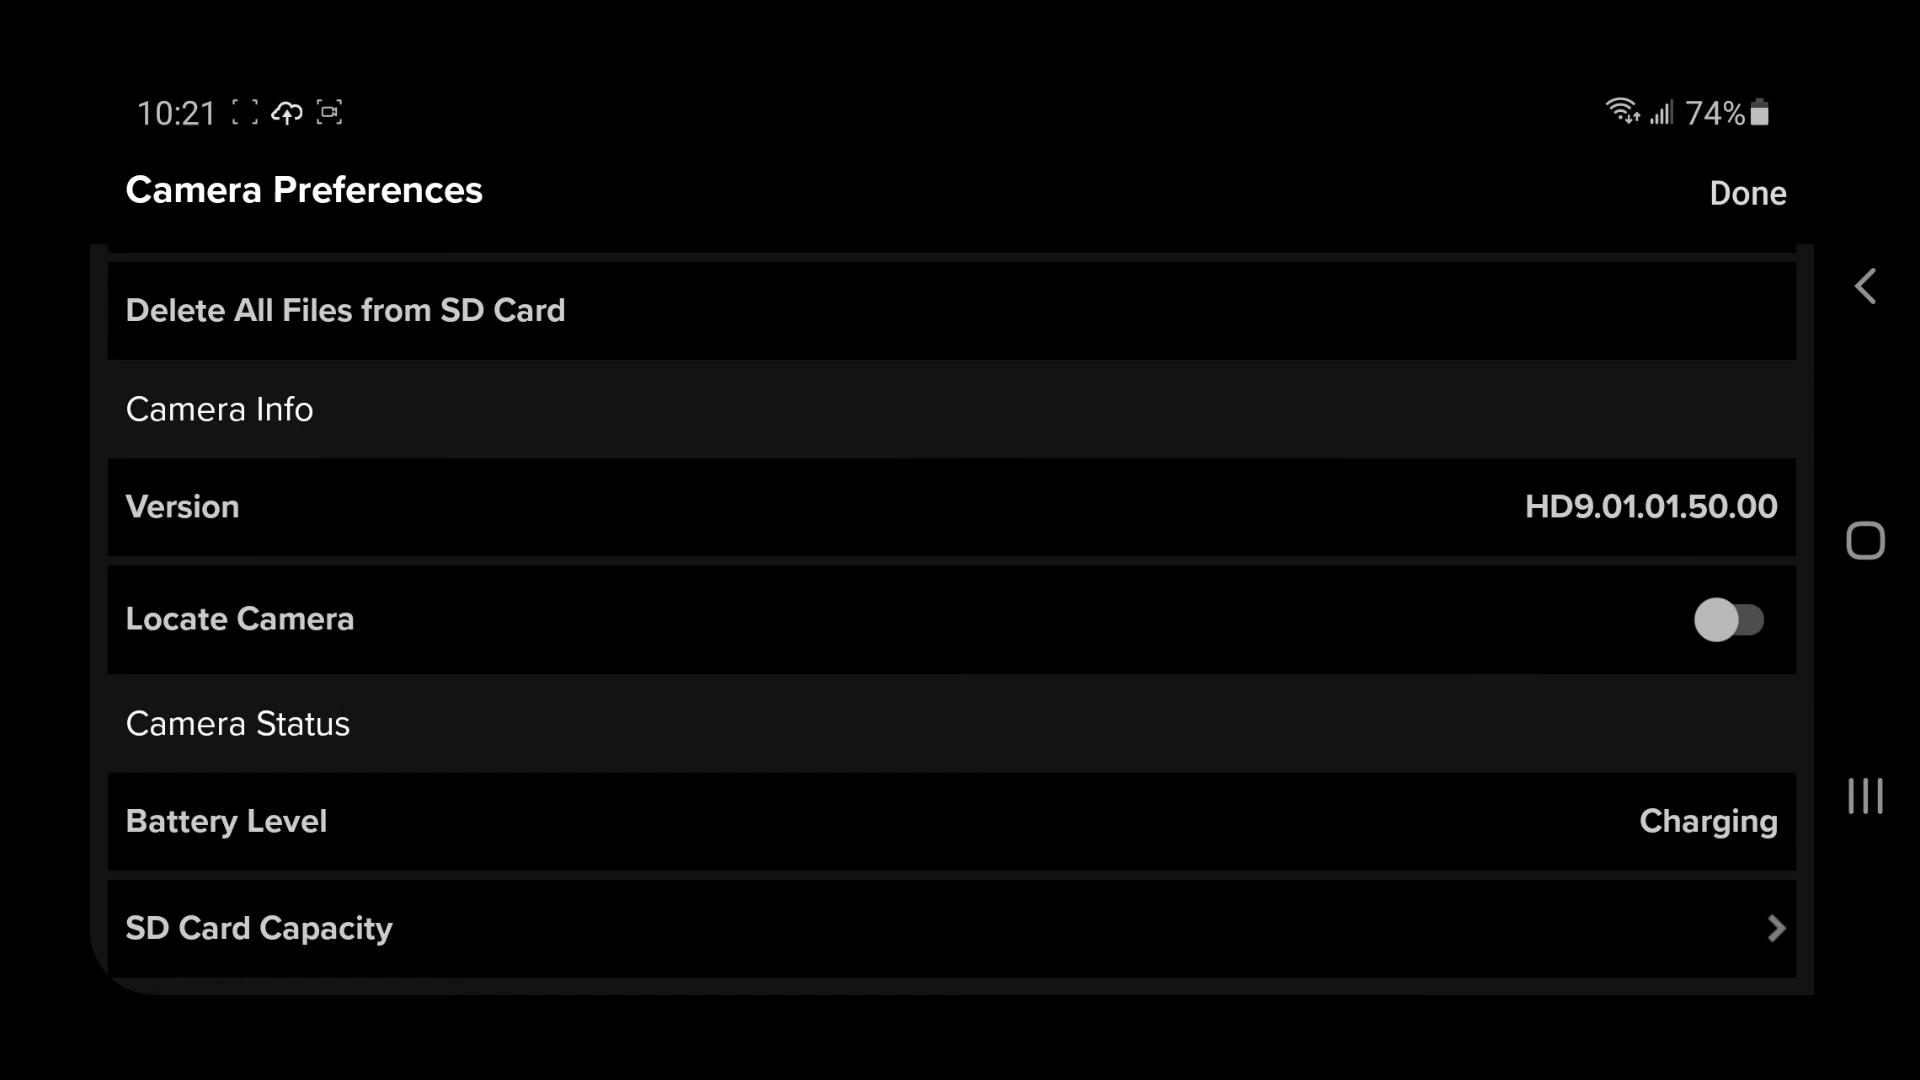 10:21
74%
Camera Preferences
Done
Delete All Files from SD Card
Camera Info
Version
HD9.01.01.50.00
Locate Camera
Camera Status
Battery Level
Charging
SD Card Capacity